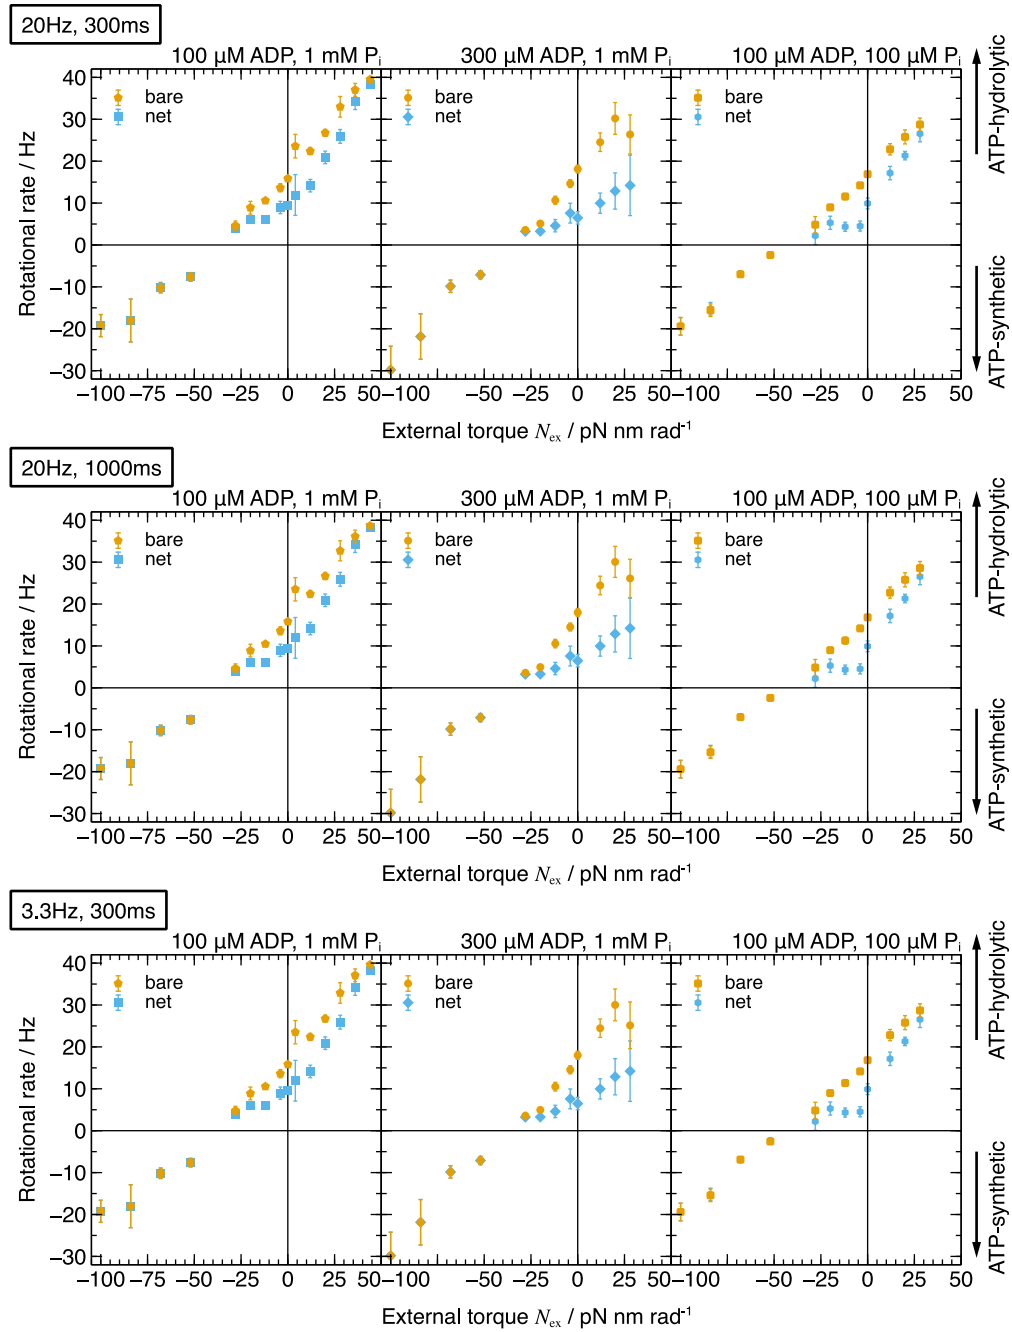 20Hz, 300ms
100 µM ADP, 1 mM Pi
300 µM ADP, 1 mM Pi
100 µM ADP, 100 µM Pi
bare
net
bare
net
bare
net
40
30
20
10
0
−10
−20
−30
Rotational rate / Hz
ATP-hydrolytic
ATP-synthetic
−100 −75 −50 −25 0 25 50
−100 −75 −50 −25 0 25 50
−100 −75 −50 −25 0 25 50
External torque Nex / pN nm rad-1
20Hz, 1000ms
100 µM ADP, 1 mM Pi
300 µM ADP, 1 mM Pi
100 µM ADP, 100 µM Pi
bare
net
bare
net
bare
net
40
30
20
10
0
−10
−20
−30
Rotational rate / Hz
ATP-hydrolytic
ATP-synthetic
−100 −75 −50 −25 0 25 50
−100 −75 −50 −25 0 25 50
−100 −75 −50 −25 0 25 50
External torque Nex / pN nm rad-1
3.3Hz, 300ms
100 µM ADP, 1 mM Pi
300 µM ADP, 1 mM Pi
100 µM ADP, 100 µM Pi
bare
net
bare
net
bare
net
40
30
20
10
0
−10
−20
−30
Rotational rate / Hz
ATP-hydrolytic
ATP-synthetic
−100 −75 −50 −25 0 25 50
−100 −75 −50 −25 0 25 50
−100 −75 −50 −25 0 25 50
External torque Nex / pN nm rad-1